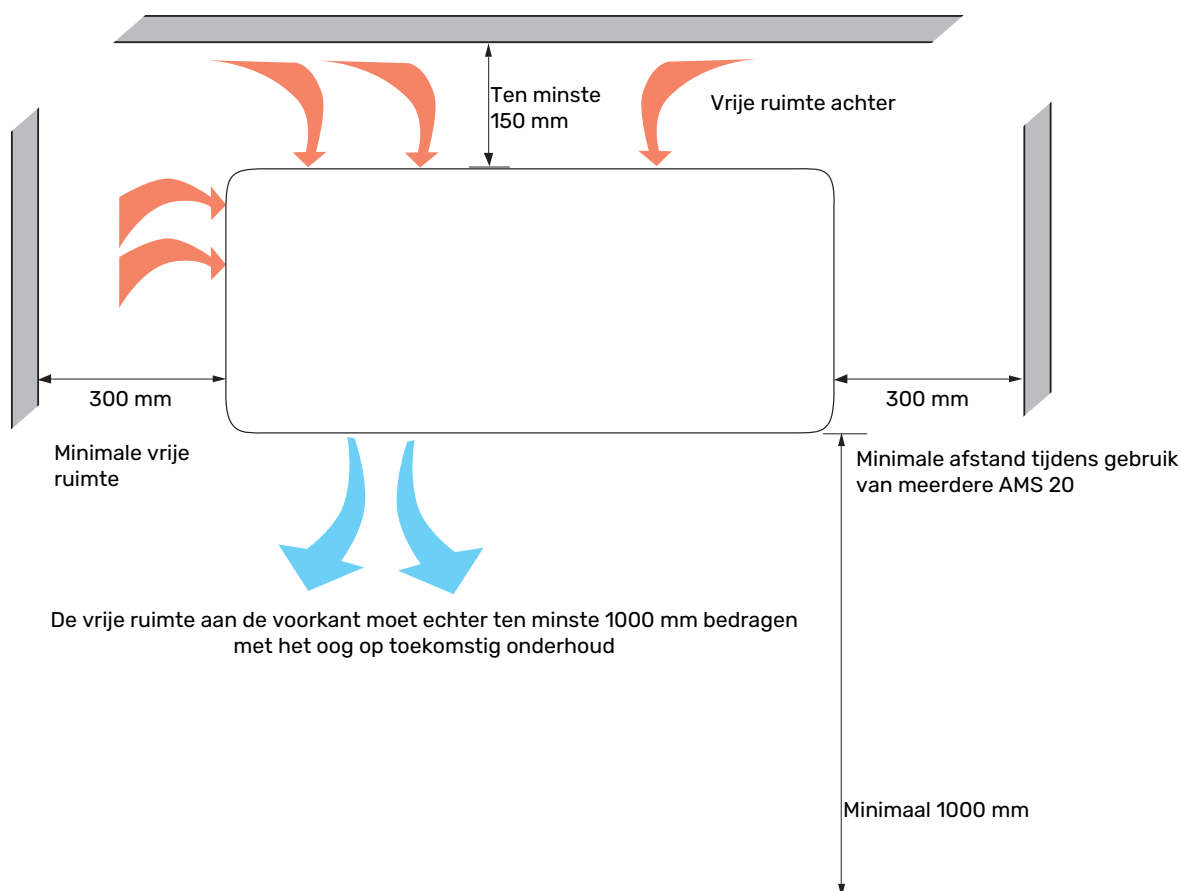 Ten minste
150 mm
Vrije ruimte achter
300 mm
300 mm
Minimale vrije
ruimte
Minimale afstand tijdens gebruik
van meerdere AMS 20
De vrije ruimte aan de voorkant moet echter ten minste 1000 mm bedragen
met het oog op toekomstig onderhoud
Minimaal 1000 mm